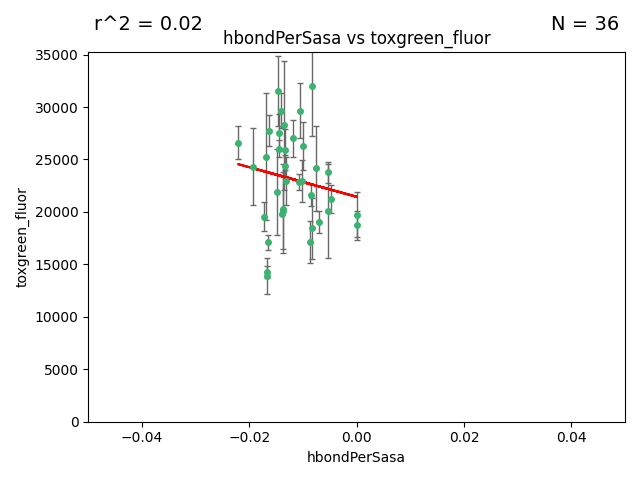 r^2 = 0.02
N = 36
hbondPerSasa vs toxgreen_fluor
35000
30000
25000
20000
15000
10000
5000
0
toxgreen_fluor
−0.04
−0.02
0.00
0.02
0.04
hbondPerSasa